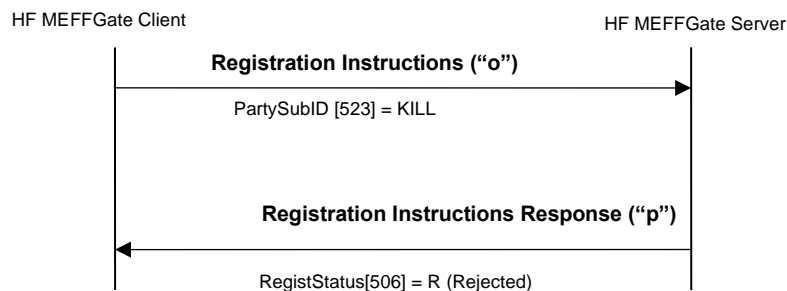 HF MEFFGate Client
HF MEFFGate Server
Registration Instructions (“o”)
PartySubID [523] = KILL
Registration Instructions Response (“p”)
RegistStatus[506] = R (Rejected)